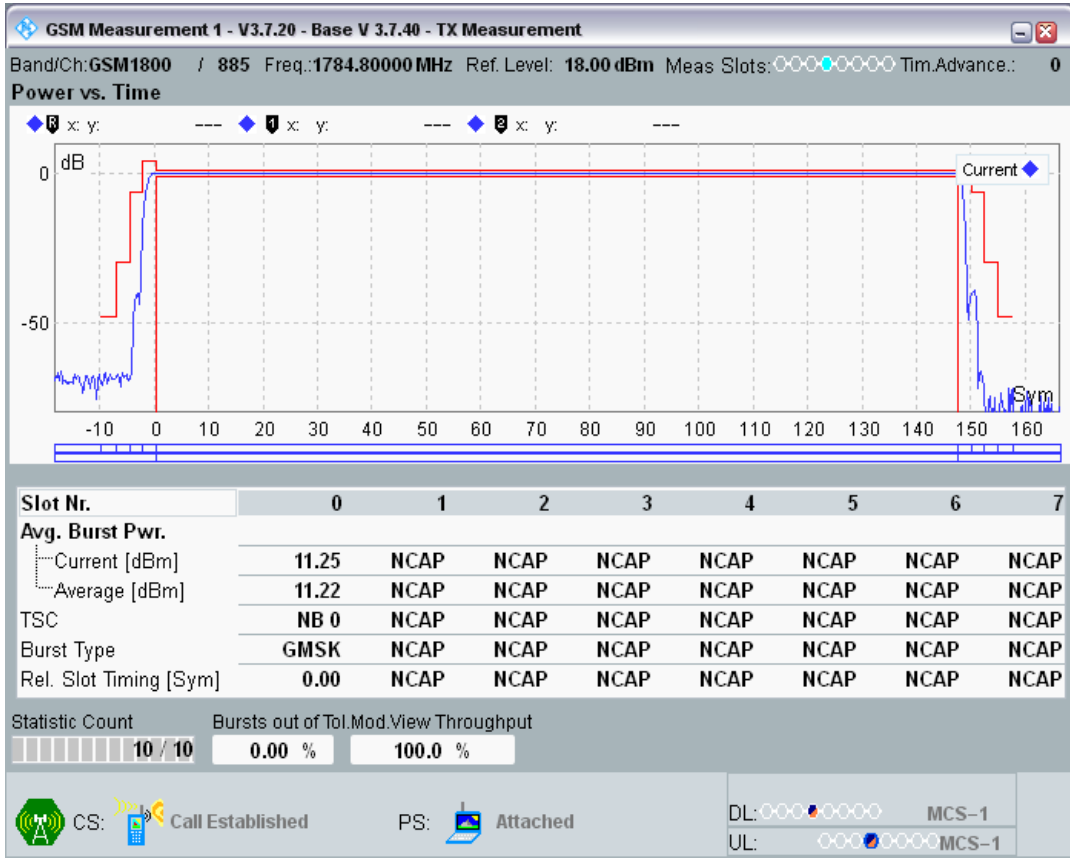 GSM Measurement 1 - V3.7.20 - Base V 3.7.40 - TX Measurement
Band/Ch:GSM1800 / 885 Freq.:1784.80000 MHz Ref. Level: 18.00 dBm Meas Slots: Tim.Advance.: 0
Power vs. Time
R x: y: --- 1 x: y: --- 2 x: y: ---
dB
0
Current
-50
Sym
-10 0 10 20 30 40 50 60 70 80 90 100 110 120 130 140 150 160
Slot Nr. 0 1 2 3 4 5 6 7
Avg. Burst Pwr.
Current [dBm] 11.25 NCAP NCAP NCAP NCAP NCAP NCAP NCAP
Average [dBm] 11.22 NCAP NCAP NCAP NCAP NCAP NCAP NCAP
TSC NB 0 NCAP NCAP NCAP NCAP NCAP NCAP NCAP
Burst Type GMSK NCAP NCAP NCAP NCAP NCAP NCAP NCAP
Rel. Slot Timing [Sym] 0.00 NCAP NCAP NCAP NCAP NCAP NCAP NCAP
Statistic Count Bursts out of Tol.Mod.View Throughput
10 / 10 0.00 % 100.0 %
CS: Call Established PS: Attached
DL: MCS-1
UL: MCS-1